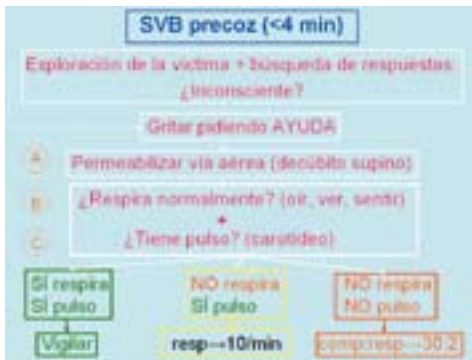 SVB precoz (<4 min)
Exploración de la víctima + búsqueda de respuestas:
¿Inconsciente?
Gritar pidiendo AYUDA
A
Permeabilizar vía aérea (decúbito supino)
B
¿Respira normalmente? (oír, ver, sentir)
+
C
¿Tiene pulso? (carotídeo)
SÍ respira
SÍ pulso
NO respira
SÍ pulso
NO respira
NO pulso
Vigilar
resp→10/min
comp:resp→30:2